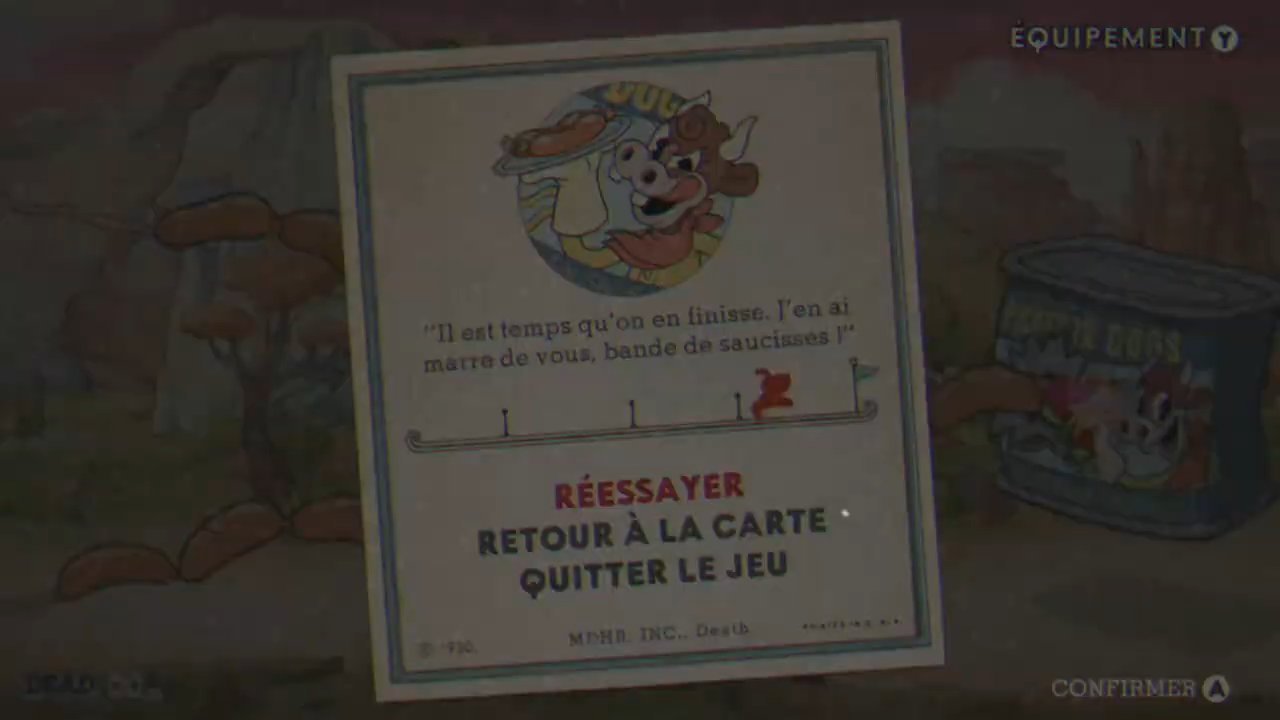 ÉQUIPEMENT Y
"Il est temps qu'on en finisse. J'en ai
marre de vous, bande de saucisses !"
RÉESSAYER
RETOUR À LA CARTE
QUITTER LE JEU
MDHR. INC., Death
DEAD
CONFIRMER A